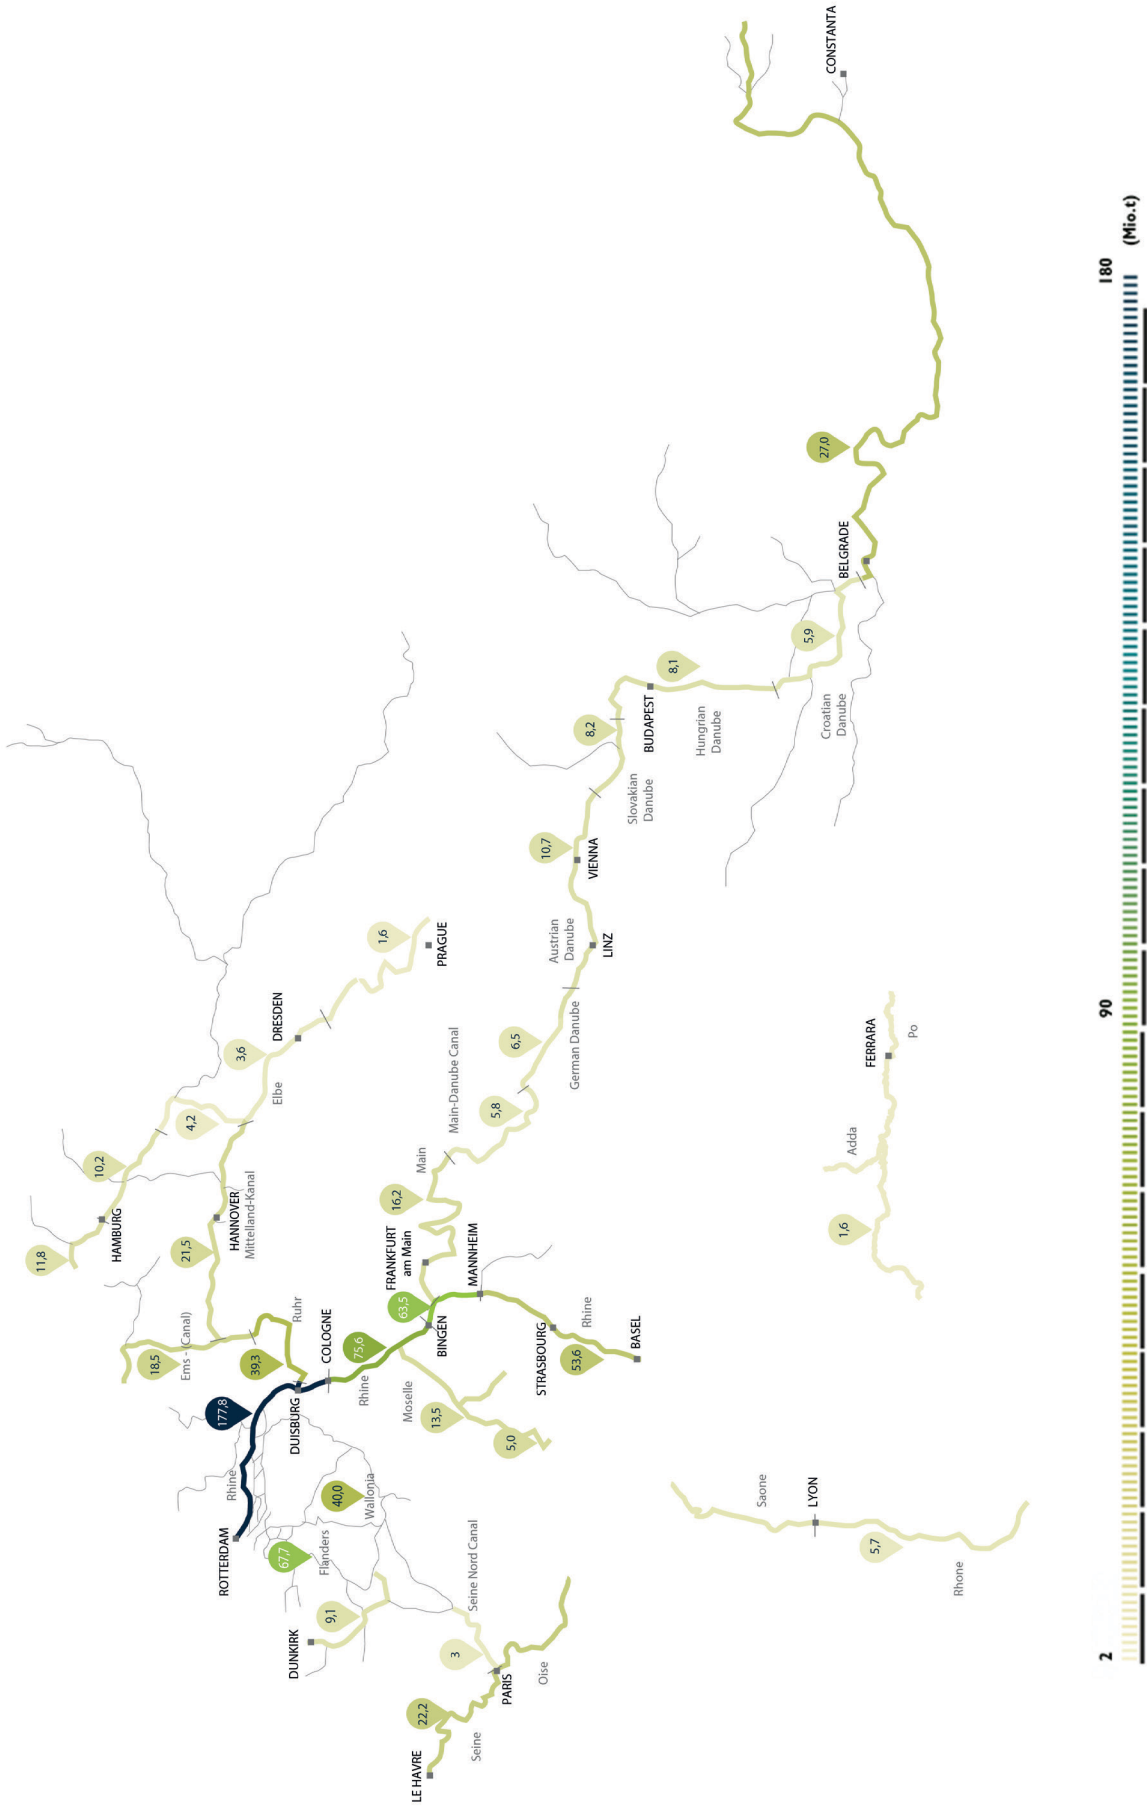 11,8
HAMBURG
10,2
18,5
Ems - (Canal)
21,5
HANNOVER
Mittelland-Kanal
4,2
3,6
Elbe
DRESDEN
1,6
PRAGUE
ROTTERDAM
Rhine
177,8
DUISBURG
39,3
Ruhr
COLOGNE
Rhine
75,6
67,7
Flanders
40,0
Wallonia
DUNKIRK
9,1
Seine Nord Canal
3
PARIS
Oise
LE HAVRE
22,2
Seine
Moselle
13,5
5,0
63,5
BINGEN
FRANKFURT
am Main
16,2
Main
MANNHEIM
STRASBOURG
Rhine
53,6
BASEL
Main-Danube Canal
5,8
6,5
German Danube
Austrian
Danube
LINZ
10,7
VIENNA
Slovakian
Danube
8,2
BUDAPEST
8,1
Hungrian
Danube
Croatian
Danube
5,9
BELGRADE
27,0
CONSTANTA
Saone
LYON
5,7
Rhone
1,6
Adda
FERRARA
Po
2
90
180
(Mio.t)